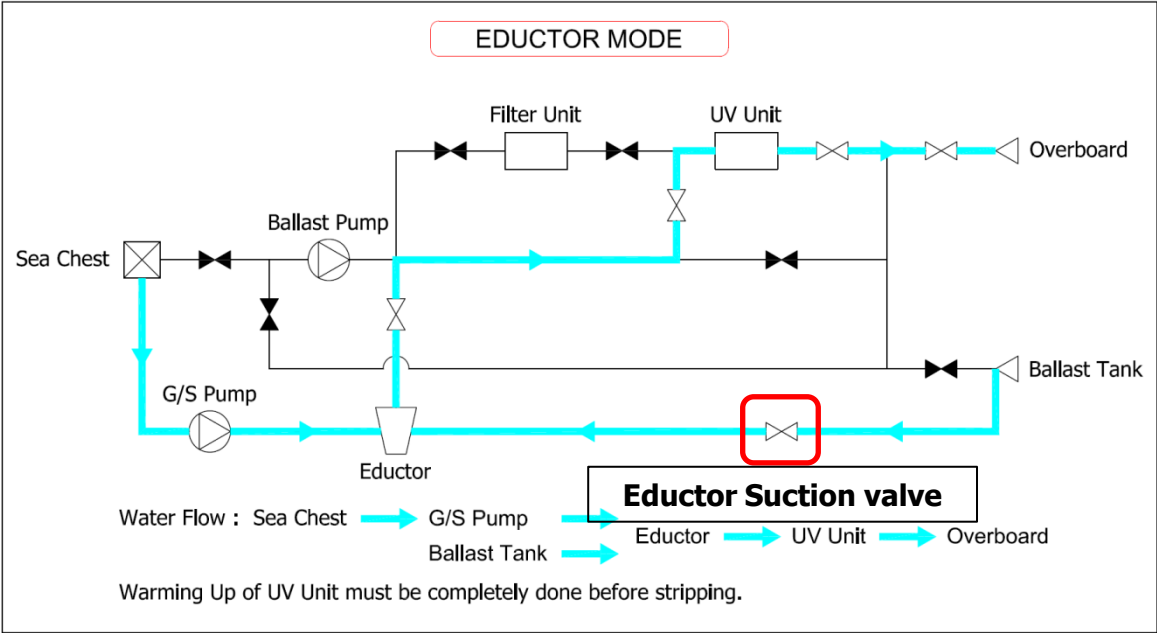 EDUCTOR MODE
Filter Unit
UV Unit
Overboard
Ballast Pump
Sea Chest
Ballast Tank
G/S Pump
Eductor
Eductor Suction valve
Water Flow : Sea Chest G/S Pump
Eductor UV Unit Overboard
Ballast Tank
Warming Up of UV Unit must be completely done before stripping.